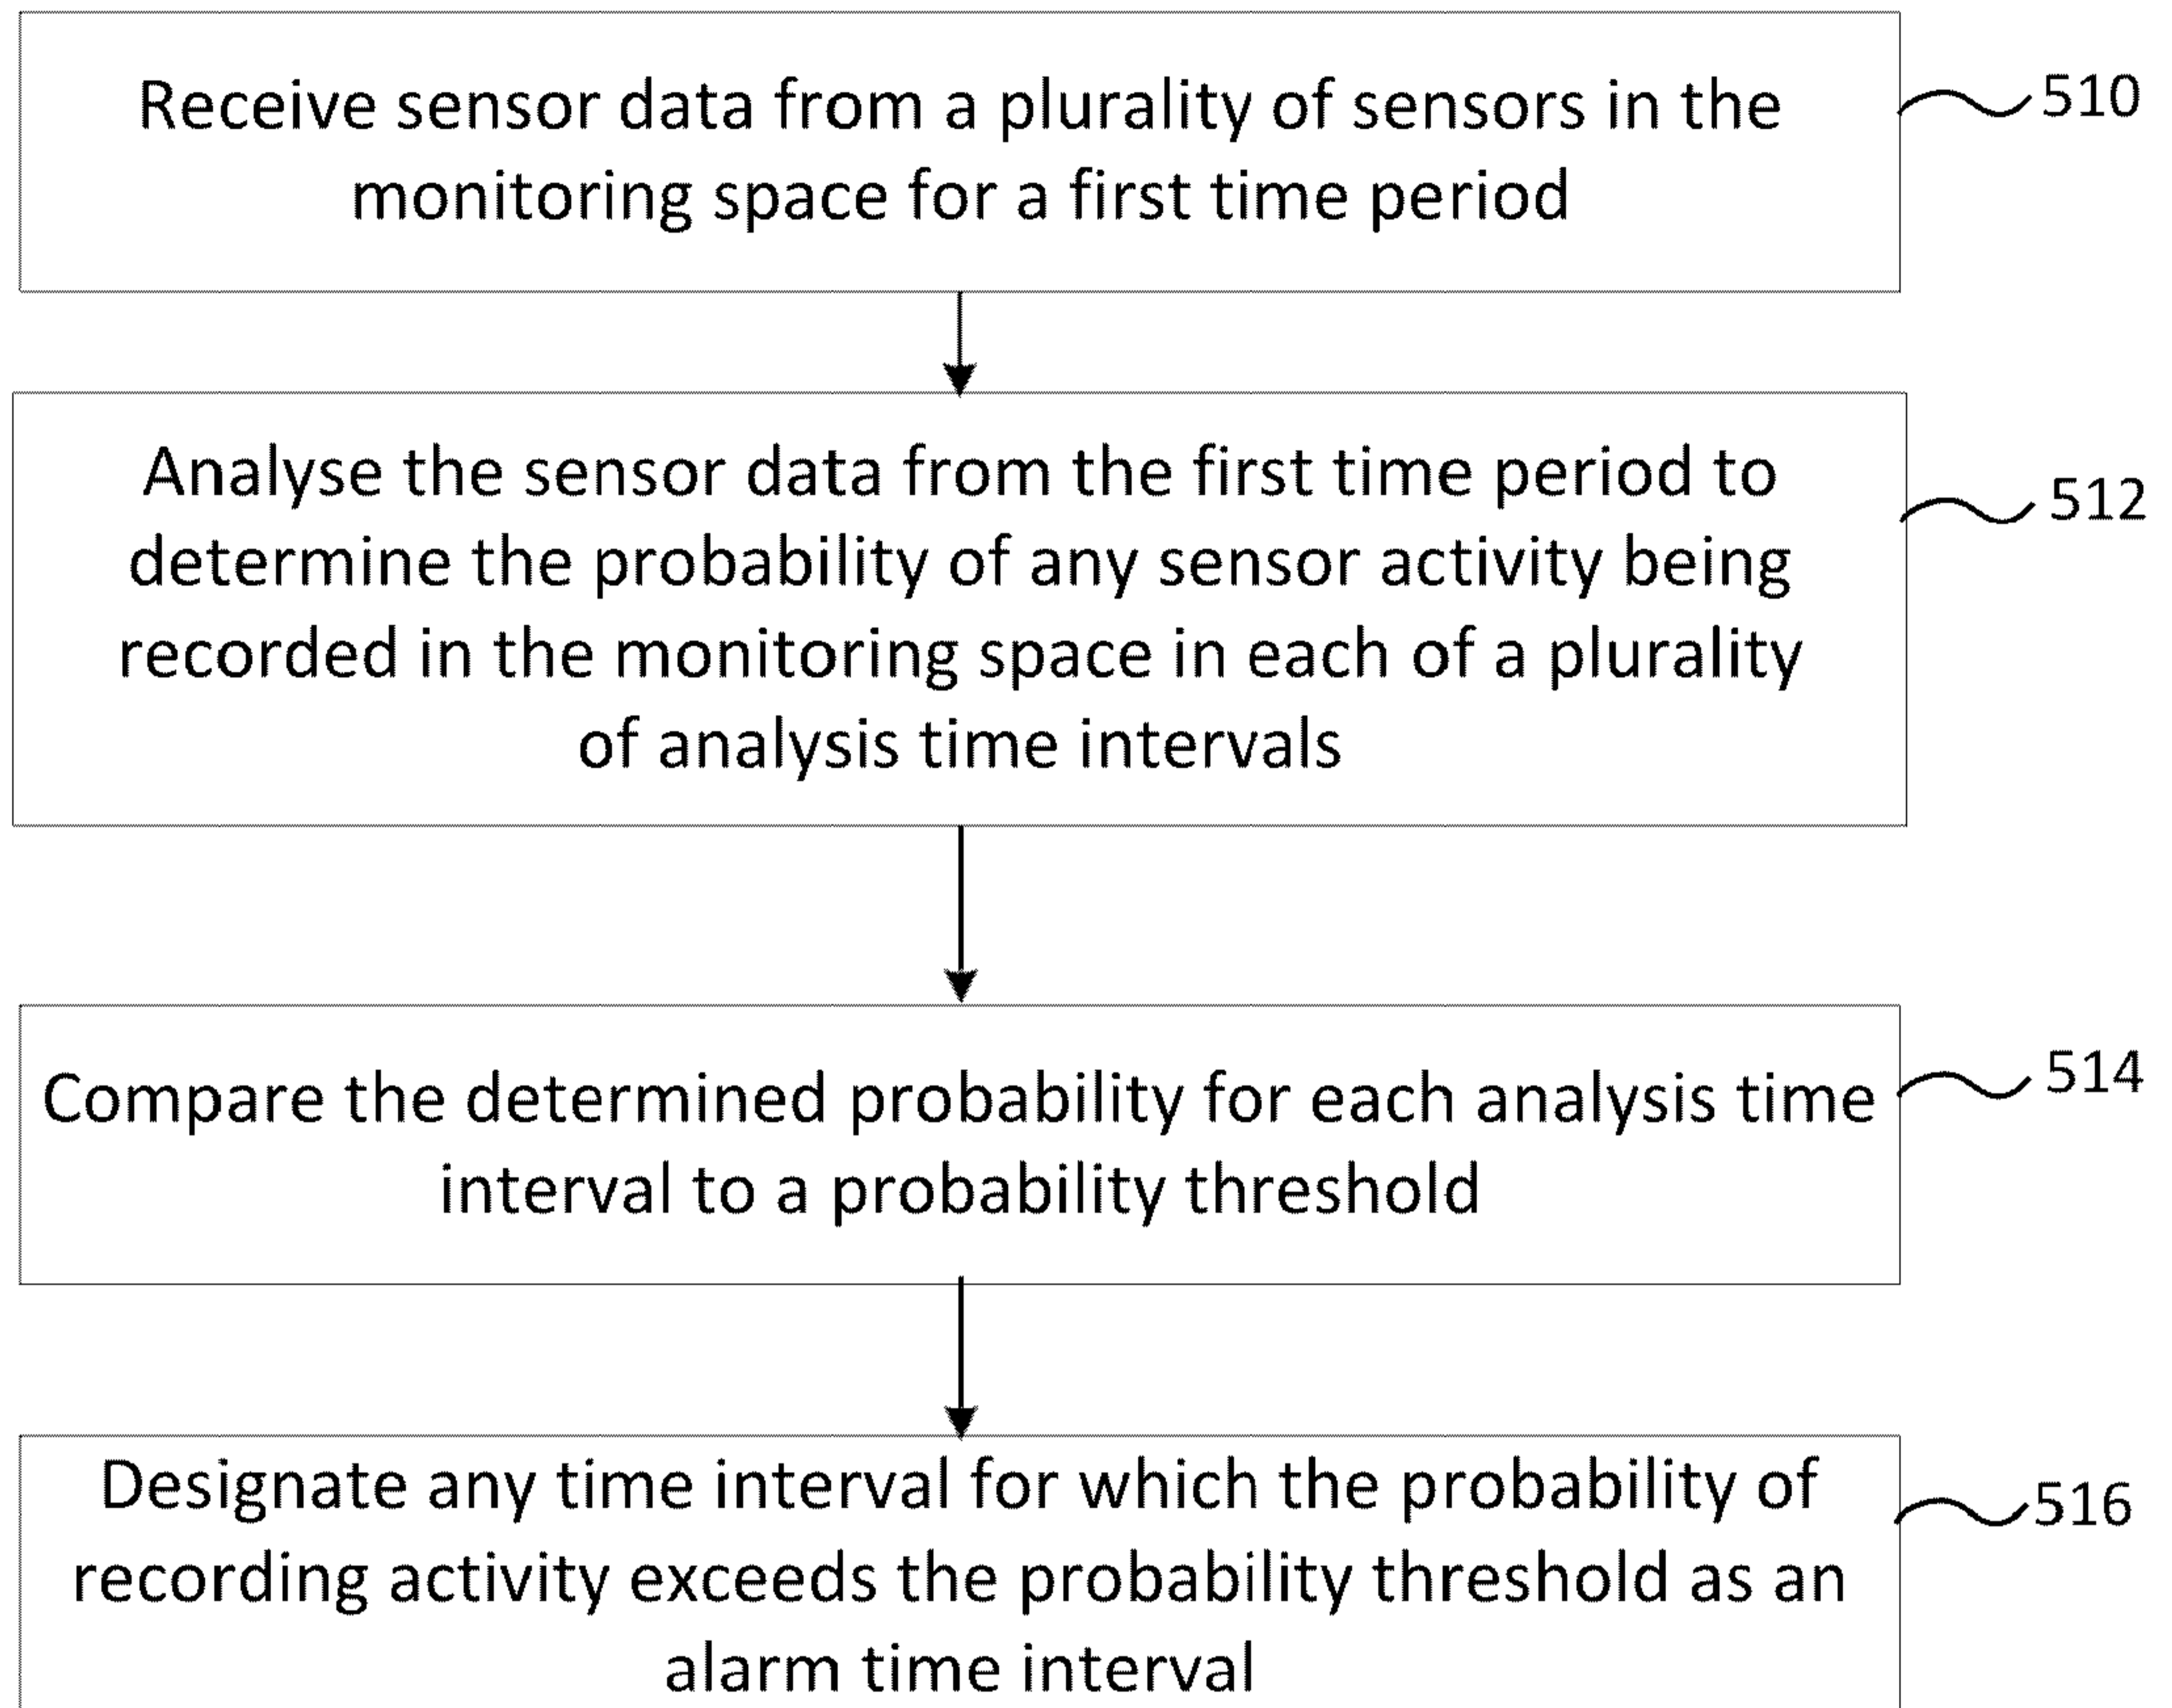 Receive sensor data from a plurality of sensors in the
monitoring space for a first time period
510
Analyse the sensor data from the first time period to
determine the probability of any sensor activity being
recorded in the monitoring space in each of a plurality
of analysis time intervals
512
Compare the determined probability for each analysis time
interval to a probability threshold
514
Designate any time interval for which the probability of
recording activity exceeds the probability threshold as an
alarm time interval
516